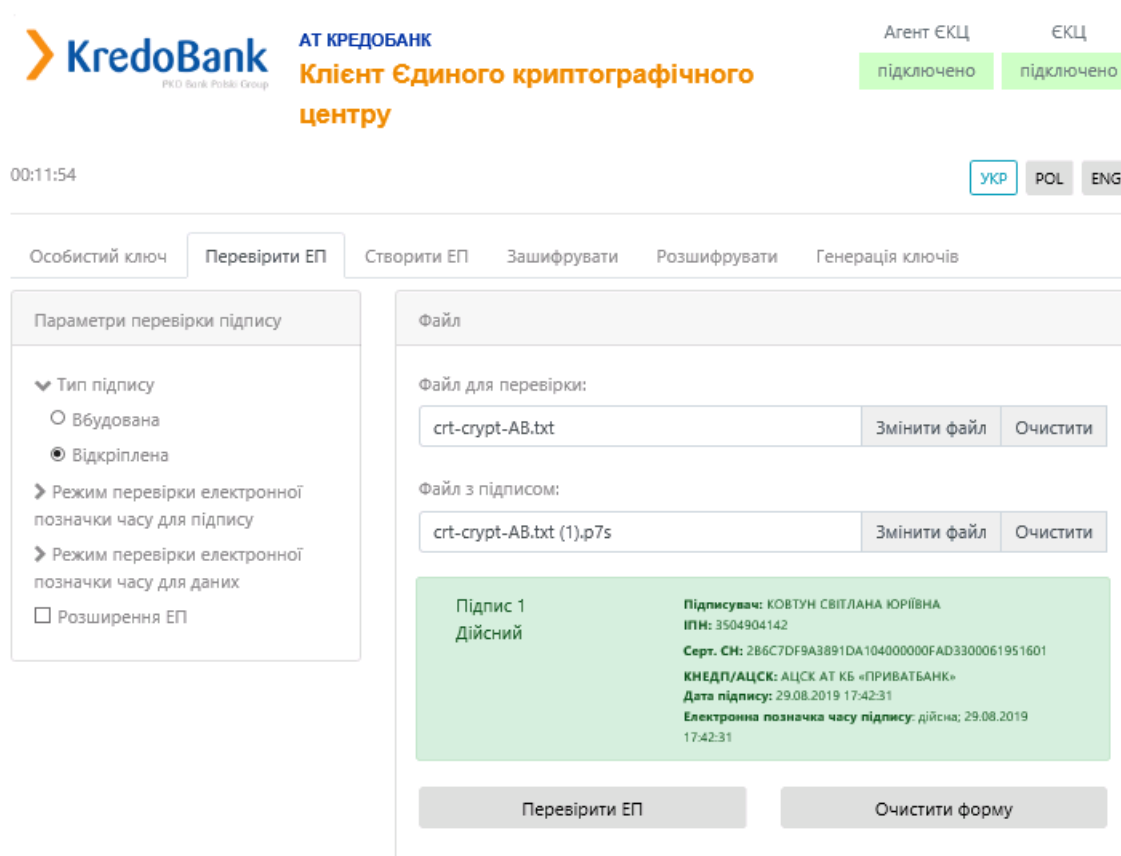 KredoBank
PKO Bank Polski Group
АТ КРЕДОБАНК
Клієнт Єдиного криптографічного
центру
Агент ЄКЦ
ЄКЦ
підключено
підключено
00:11:54
УКР
POL
ENG
Особистий ключ
Перевірити ЕП
Створити ЕП
Зашифрувати
Розшифрувати
Генерація ключів
Параметри перевірки підпису
Тип підпису
Вбудована
Відкріплена
Режим перевірки електронної
позначки часу для підпису
Режим перевірки електронної
позначки часу для даних
Розширення ЕП
Файл
Файл для перевірки:
crt-crypt-AB.txt
Змінити файл
Очистити
Файл з підписом:
crt-crypt-AB.txt (1).p7s
Змінити файл
Очистити
Підпис 1
Дійсний
Підписувач: КОВТУН СВІТЛАНА ЮРІЇВНА
ІПН: 3504904142
Серт. СН: 2B6C7DF9A3891DA104000000FAD3300061951601
КНЕДП/АЦСК: АЦСК АТ КБ «ПРИВАТБАНК»
Дата підпису: 29.08.2019 17:42:31
Електронна позначка часу підпису: дійсна; 29.08.2019
17:42:31
Перевірити ЕП
Очистити форму